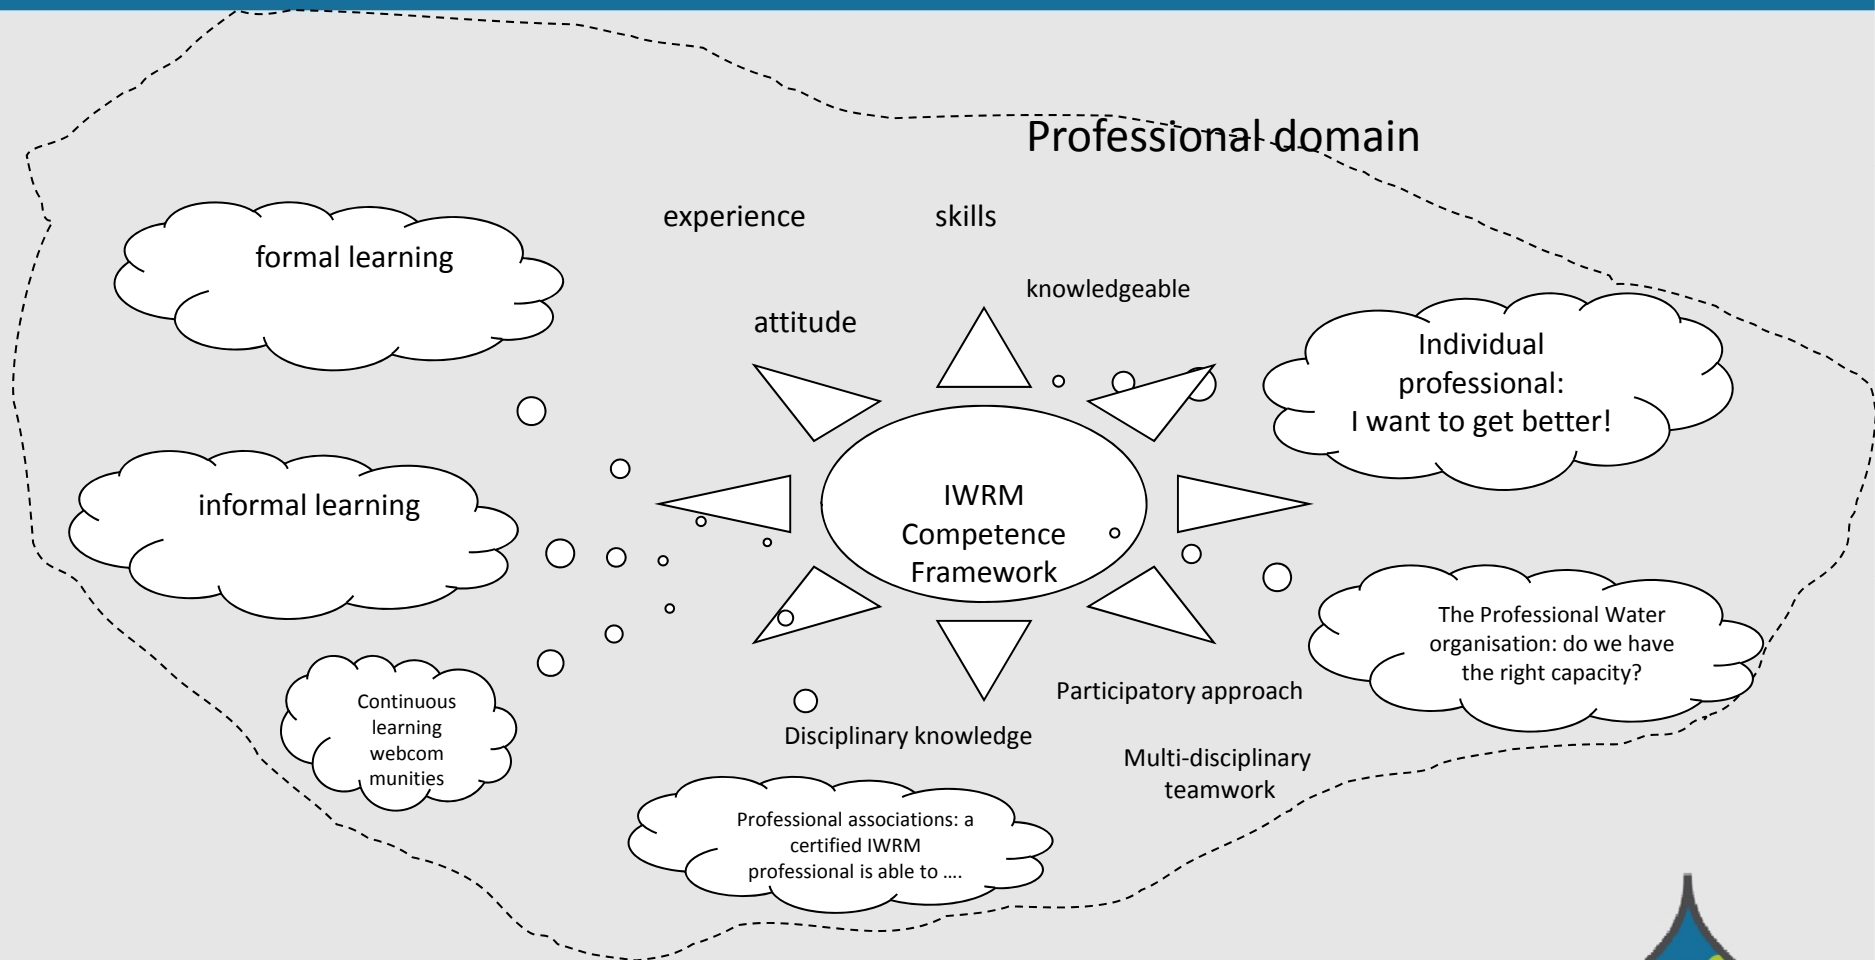 Professional domain
experience
skills
formal learning
knowledgeable
attitude
Individual
professional:
I want to get better!
informal learning
IWRM
Competence
Framework
The Professional Water
organisation: do we have
the right capacity?
Continuous
learning
webcom
munities
Participatory approach
Disciplinary knowledge
Multi-disciplinary
teamwork
Professional associations: a
certified IWRM
professional is able to ....